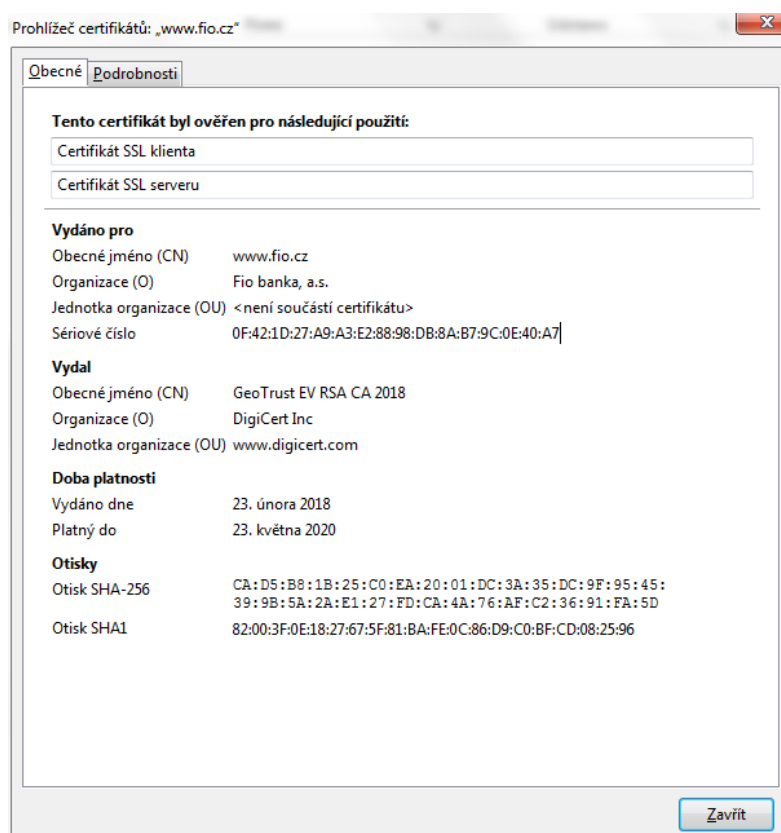 Prohlížeč certifikátů: „www.fio.cz“
Obecné Podrobnosti
Tento certifikát byl ověřen pro následující použití:
Certifikát SSL klienta
Certifikát SSL serveru
Vydáno pro
Obecné jméno (CN) www.fio.cz
Organizace (O) Fio banka, a.s.
Jednotka organizace (OU) <není součástí certifikátu>
Sériové číslo 0F:42:1D:27:A9:A3:E2:88:98:DB:8A:B7:9C:0E:40:A7
Vydal
Obecné jméno (CN) GeoTrust EV RSA CA 2018
Organizace (O) DigiCert Inc
Jednotka organizace (OU) www.digicert.com
Doba platnosti
Vydáno dne 23. února 2018
Platný do 23. května 2020
Otisky
Otisk SHA-256 CA:D5:B8:1B:25:C0:EA:20:01:DC:3A:35:DC:9F:95:45:
39:9B:5A:2A:E1:27:FD:CA:4A:76:AF:C2:36:91:FA:5D
Otisk SHA1 82:00:3F:0E:18:27:67:5F:81:BA:FE:0C:86:D9:C0:BF:CD:08:25:96
Zavřít